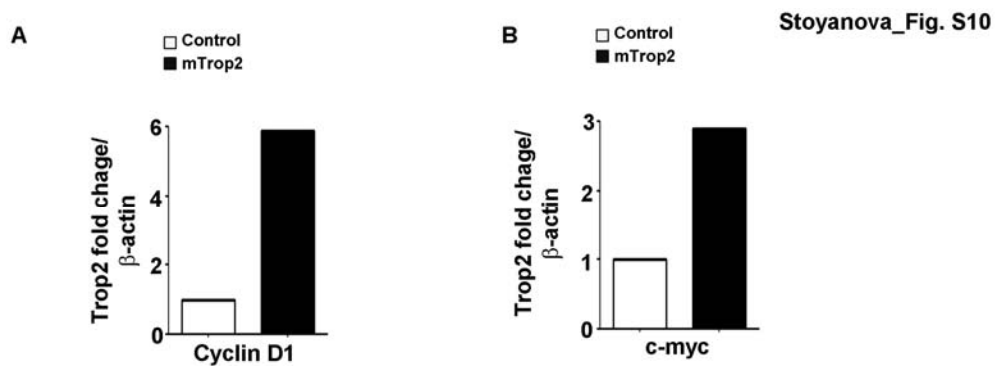 Stoyanova_Fig. S10
A
Control
mTrop2
Trop2 fold chage/
β-actin
6
4
2
0
Cyclin D1
B
Control
mTrop2
Trop2 fold chage/
β-actin
3
2
1
0
c-myc